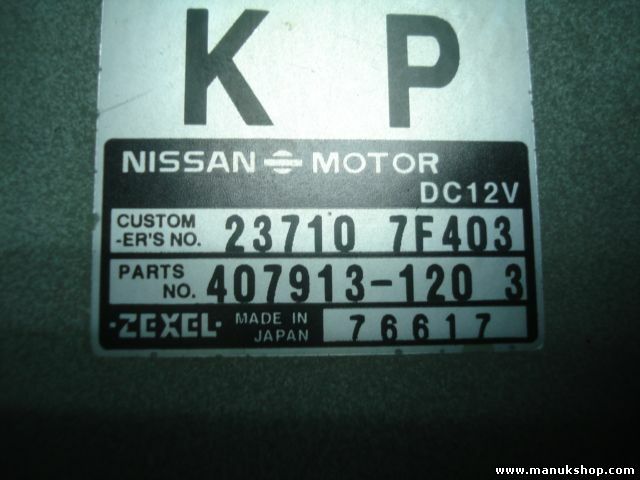 K P
NISSAN MOTOR
DC12V
CUSTOM
-ER'S NO. 23710 7F403
PARTS
NO. 407913-120 3
·ZEXEL· MADE IN
JAPAN 76617
www.manukshop.com